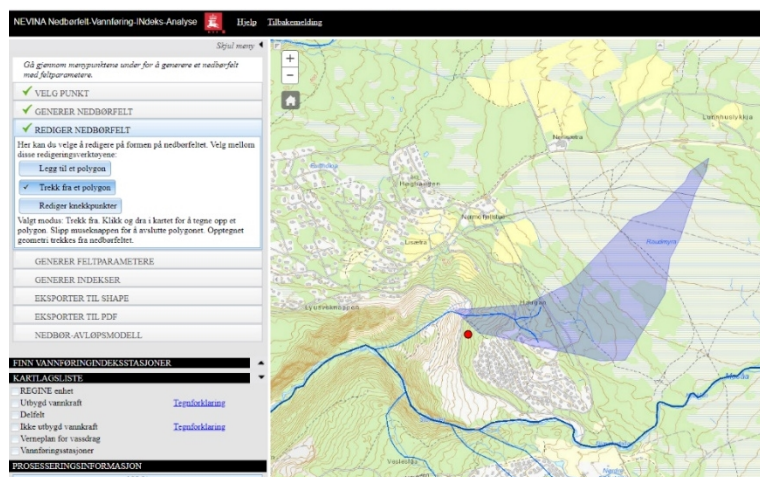 NEVINA Nedbørfelt-Vannføring-INdeks-Analyse
Hjelp
Tilbakemelding
Skjul meny
Gå gjennom menypunktene under for å generere et nedbørfelt
med feltparametere.
VELG PUNKT
GENERER NEDBØRFELT
REDIGER NEDBØRFELT
Her kan du velge å redigere på formen på nedbørfeltet. Velg mellom
disse redigeringsverktøyene:
Legg til et polygon
Trekk fra et polygon
Rediger knekkpunkter
Valgt modus: Trekk fra. Klikk og dra i kartet for å tegne opp et
polygon. Slipp museknappen for å avslutte polygonet. Opptegnet
geometri trekkes fra nedbørfeltet.
GENERER FELTPARAMETERE
GENERER INDEKSER
EKSPORTER TIL SHAPE
EKSPORTER TIL PDF
NEDBØR-AVLØPSMODELL
FINN VANNFØRINGINDEKSSTASJONER
KARTLAGSLISTE
REGINE enhet
Utbygd vannkraft
Tegnforklaring
Delfelt
Ikke utbygd vannkraft
Tegnforklaring
Verneplan for vassdrag
Vannføringsstasjoner
PROSESSERINGSINFORMASJON
+
−
Høghaugen
Lisætra
Haugen